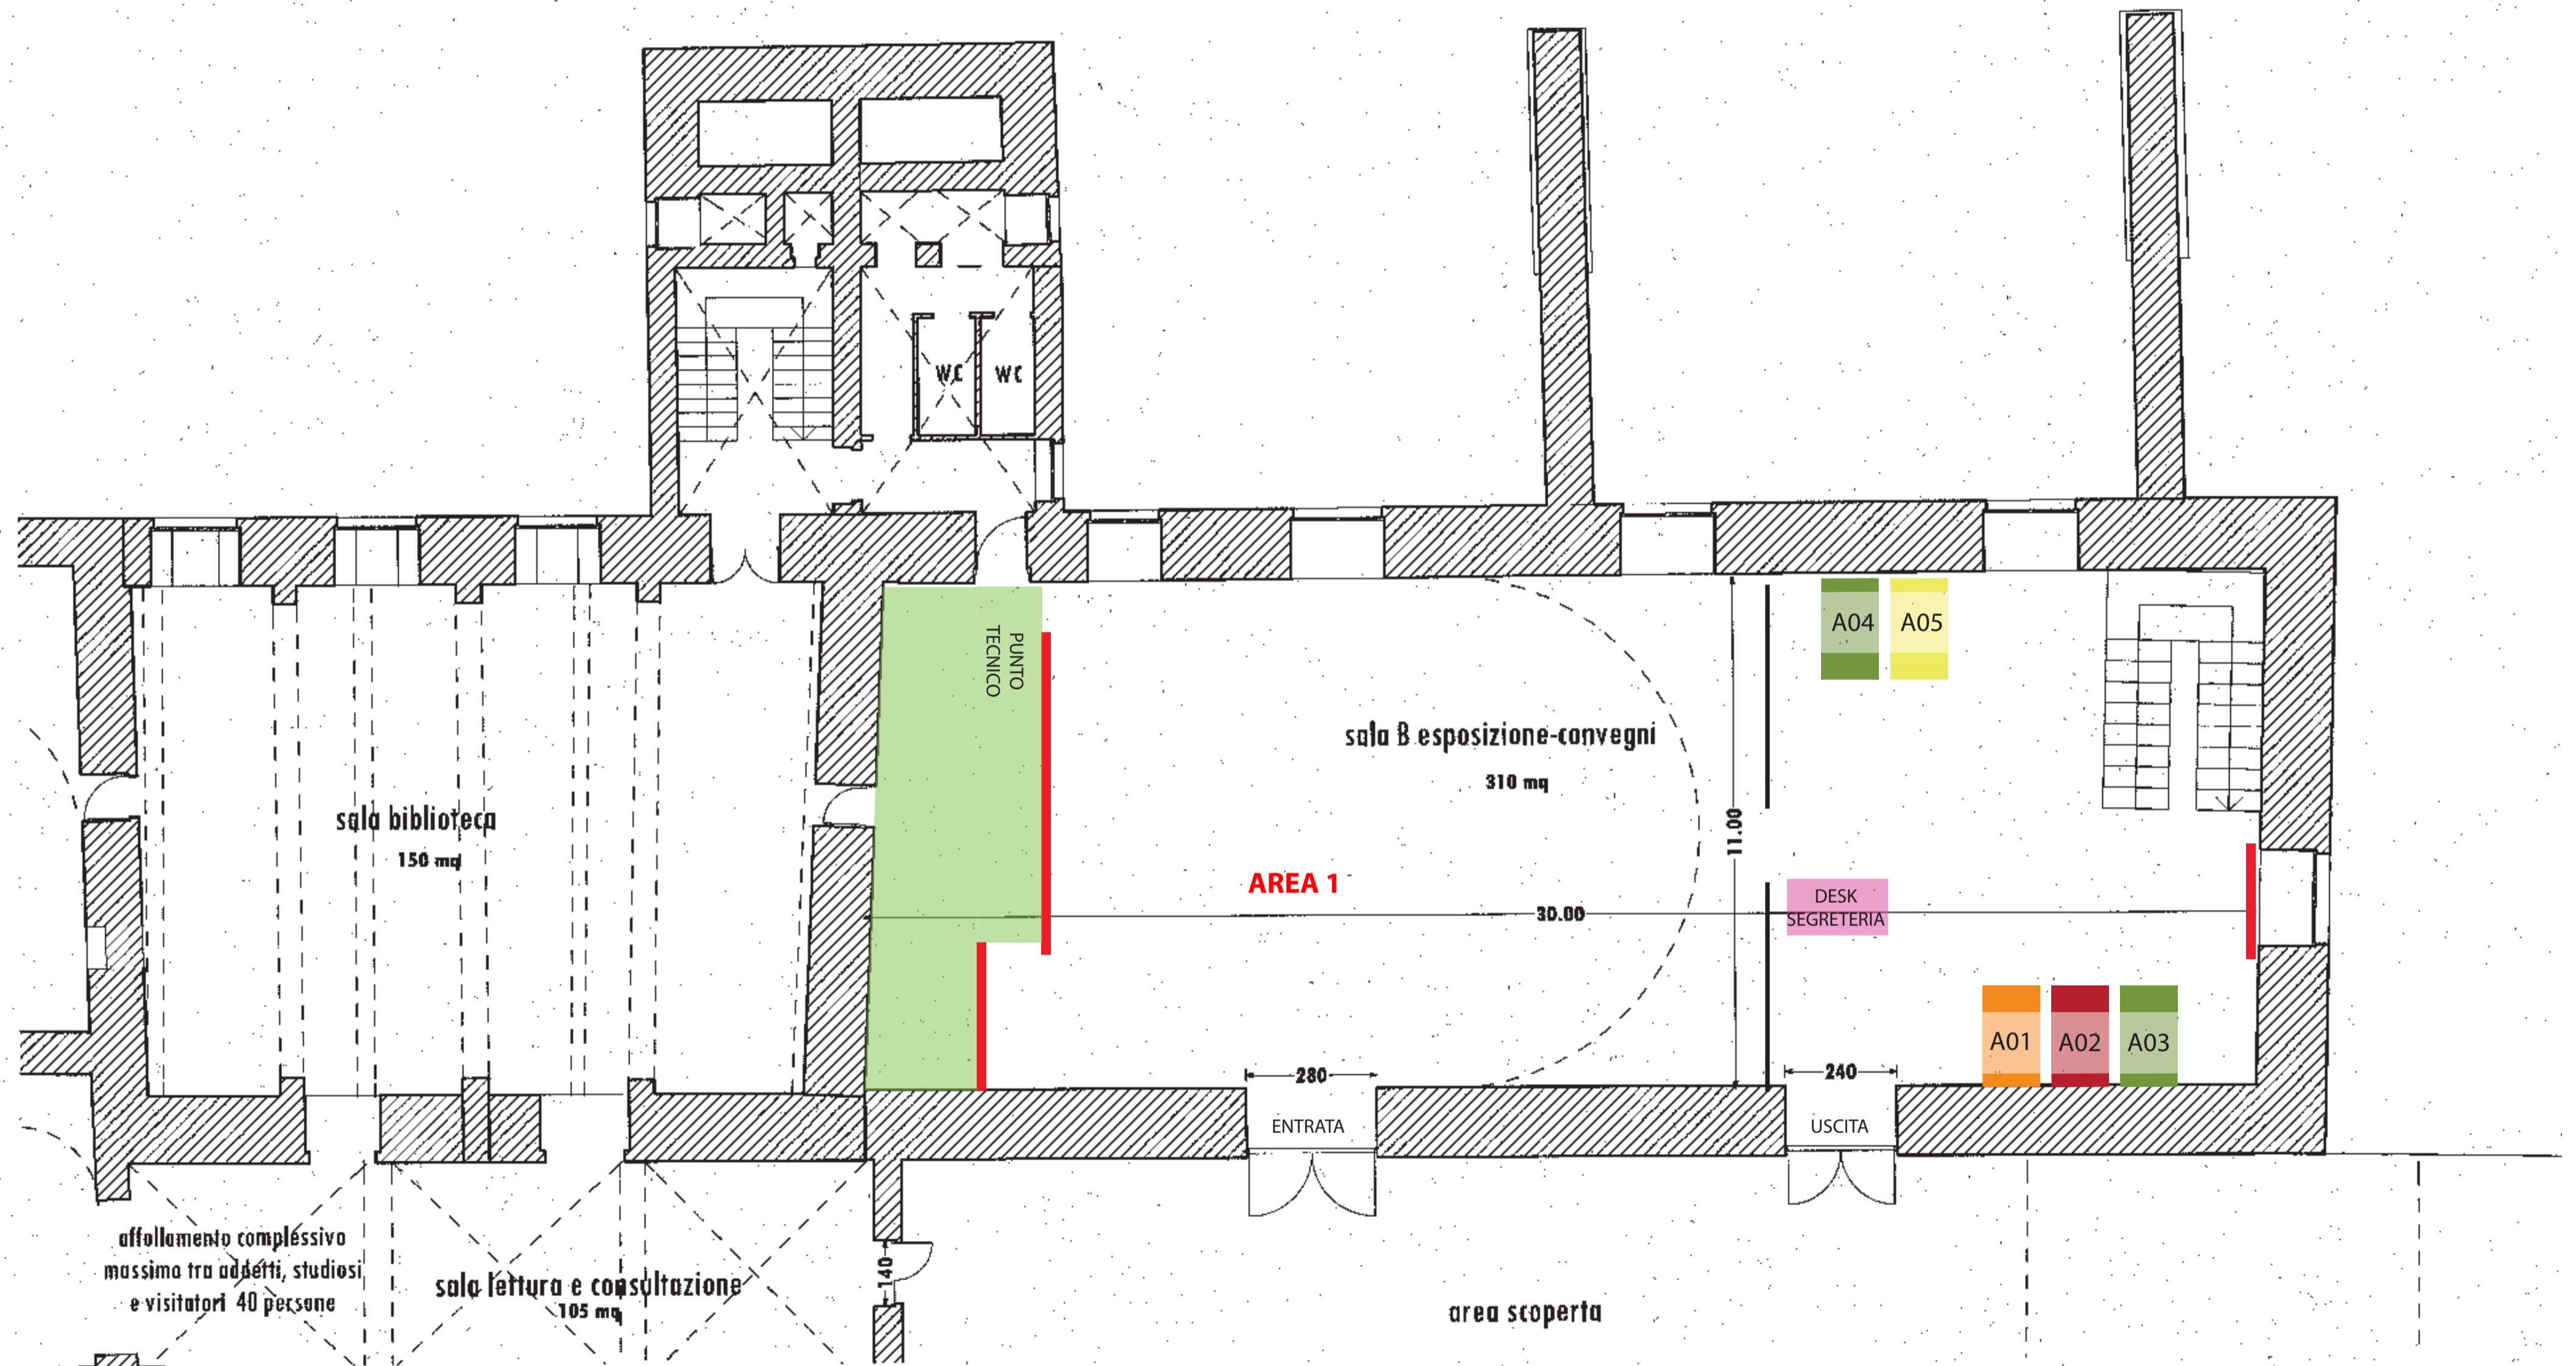 WC
WC
PUNTO
TECNICO
A04
A05
sala B esposizione-convegni
310 mq
sala biblioteca
150 mq
11.00
AREA 1
30.00
DESK
SEGRETERIA
A01
A02
A03
280
240
ENTRATA
USCITA
affollamento complessivo
massimo tra addetti, studiosi
e visitatori 40 persone
sala lettura e consultazione
105 mq
140
area scoperta